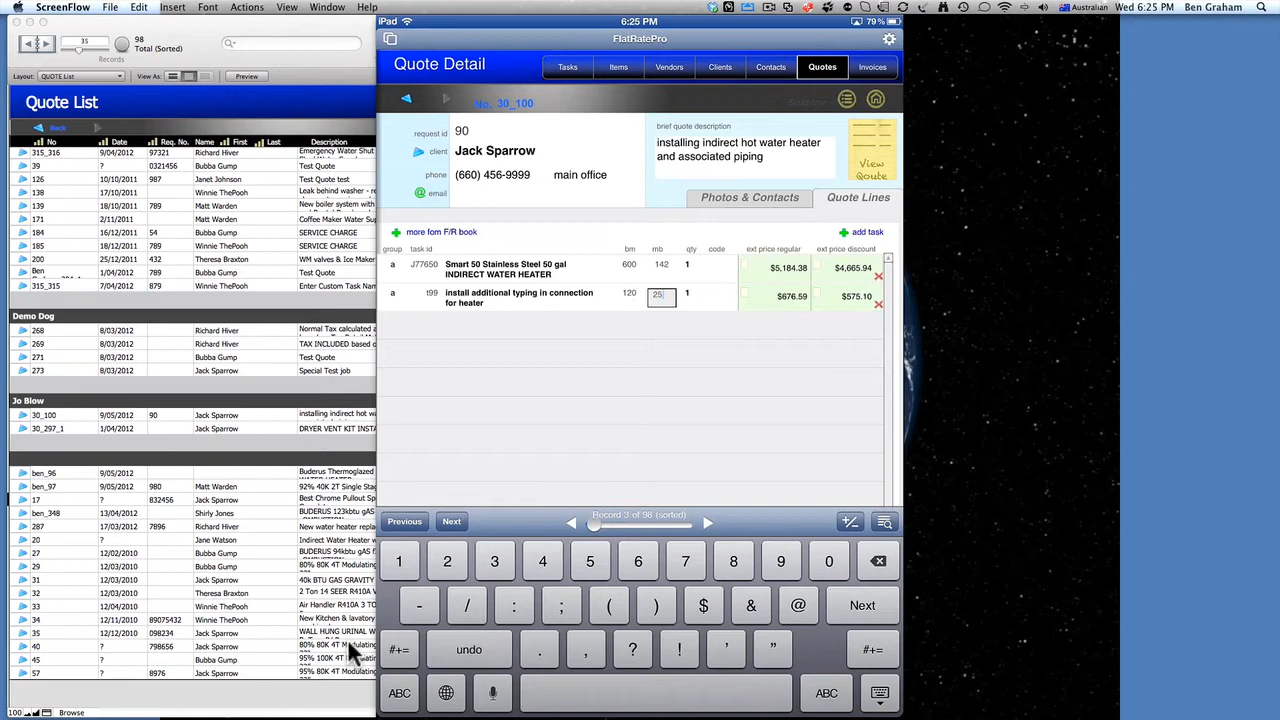 ScreenFlow File Edit Insert Font Actions View Window Help
Australian Wed 6:25 PM Ben Graham
Quote List
35
98
Total (Sorted)
Records
Layout: QUOTE List View As: Preview
Quote List
Back
No Date Req. No. Name First Last Description
315_316 9/04/2012 97321 Richard Hiver Emergency Water Shut
39 ? 9321456 Bubba Gump Test Quote
126 10/10/2011 987 Janet Johnson Test Quote
138 17/10/2011 Winnie ThePooh Leak behind washer - re
139 18/10/2011 789 Matt Warden New boiler system with
171 2/11/2011 Matt Warden Coffee Maker Water Su
184 16/12/2011 54 Bubba Gump SERVICE CHARGE
185 18/12/2011 789 Winnie ThePooh SERVICE CHARGE
200 25/12/2011 432 Theresa Braxton WM valves & Ice Maker
Ben 1/04/2012 789 Bubba Gump Test Quote
315_315 7/04/2012 879 Winnie ThePooh Enter Custom Task Nam
Demo Dog
268 8/03/2012 Richard Hiver Normal Tax calculated a
269 8/03/2012 Richard Hiver TAX INCLUDED based o
271 8/03/2012 Bubba Gump Test Quote
273 8/03/2012 Jack Sparrow Special Test job
Jo Blow
30_100 9/05/2012 90 Jack Sparrow installing indirect hot wa
30_297_1 1/04/2012 Jack Sparrow DRYER VENT KIT INSTA
ben_96 9/05/2012 Buderus Thermoglazed
ben_97 9/05/2012 980 Matt Warden 92% 40K 2T Single Stag
17 ? 832456 Jack Sparrow Best Chrome Pullout Sp
ben_348 13/04/2012 Shirly Jones BUDERUS 123kbtu gAS f
287 17/03/2012 7896 Richard Hiver New water heater repla
20 ? Jane Watson Indirect Water Heater w
27 12/02/2010 Bubba Gump BUDERUS 94kbtu gAS Fl
29 12/02/2010 Bubba Gump 80% 80K 4T Modulating
31 12/02/2010 Jack Sparrow 40k BTU GAS GRAVITY
32 12/03/2010 Theresa Braxton 2 Ton 14 SEER R410A V
33 12/04/2010 Winnie ThePooh Air Handler R410A 3 TO
34 12/11/2010 89075432 Winnie ThePooh New Kitchen & lavatory
35 12/12/2010 098234 Jack Sparrow WALL HUNG URINAL W
40 ? 798656 Jack Sparrow 80% 80K 4T Modulating
45 ? Bubba Gump 95% 100K 4T
57 ? 8976 Jack Sparrow 95% 80K 4T Modulating
100 Browse
iPad 6:25 PM 79%
FlatRatePro
Quote Detail Tasks Items Vendors Clients Contacts Quotes Invoices
No. 30_100
request id 90
client Jack Sparrow
phone (660) 456-9999 main office
email
brief quote description
installing indirect hot water heater
and associated piping
View
Qoute
Photos & Contacts Quote Lines
more fom F/R book add task
group task id bm mb qty code ext price regular ext price discount
a J77650 Smart 50 Stainless Steel 50 gal 600 142 1 $5,184.38 $4,665.94
INDIRECT WATER HEATER
a t99 install additional typing in connection 120 25 1 $676.59 $575.10
for heater
Previous Next Record 3 of 98 (sorted)
1 2 3 4 5 6 7 8 9 0
- / : ; ( ) $ & @ Next
#+= undo . , ? ! ' " #+=
ABC ABC